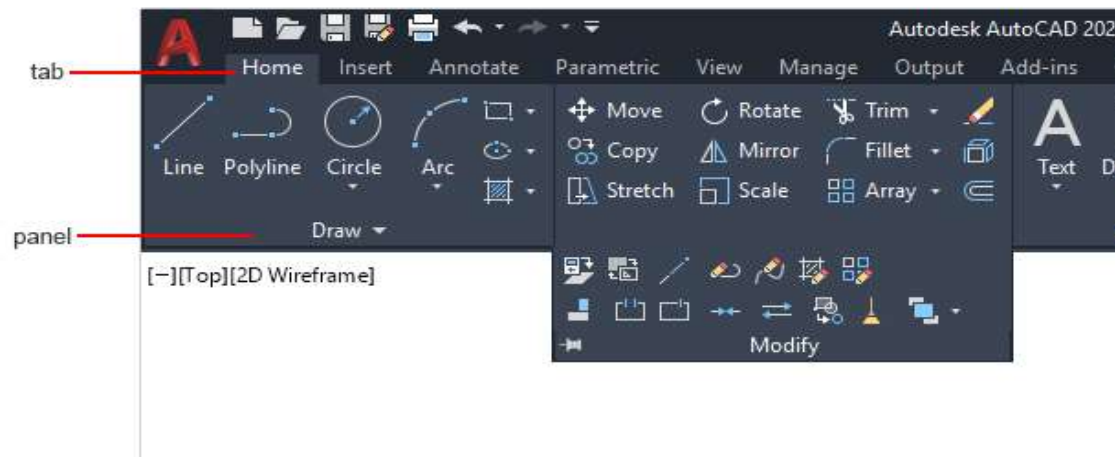 Autodesk AutoCAD 202
tab
Home Insert Annotate Parametric View Manage Output Add-ins
Move Rotate Trim
Line Polyline Circle Arc Copy Mirror Fillet Text D
Stretch Scale Array
panel
Draw
[−][Top][2D Wireframe]
Modify